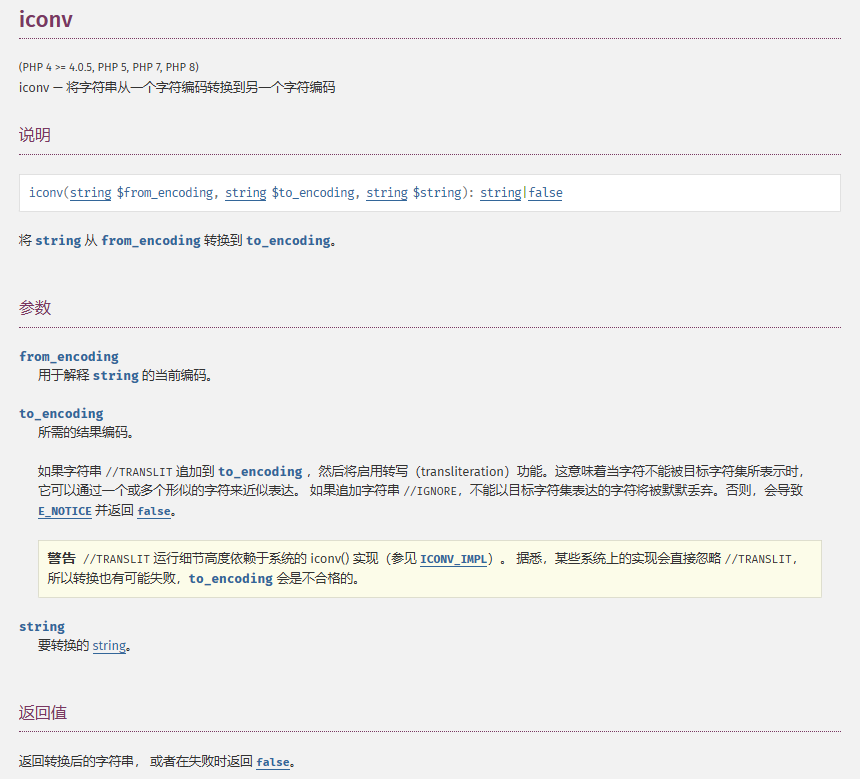 iconv
(PHP 4 >= 4.0.5, PHP 5, PHP 7, PHP 8)
iconv — 将字符串从一个字符编码转换到另一个字符编码
说明
iconv(string $from_encoding, string $to_encoding, string $string): string|false
将 string 从 from_encoding 转换到 to_encoding。
参数
from_encoding
用于解释 string 的当前编码。
to_encoding
所需的结果编码。
如果字符串 //TRANSLIT 追加到 to_encoding ，然后将启用转写（transliteration）功能。这意味着当字符不能被目标字符集所表示时，
它可以通过一个或多个形似的字符来近似表达。 如果追加字符串 //IGNORE，不能以目标字符集表达的字符将被默默丢弃。否则，会导致
E_NOTICE 并返回 false。
警告 //TRANSLIT 运行细节高度依赖于系统的 iconv() 实现（参见 ICONV_IMPL）。 据悉，某些系统上的实现会直接忽略 //TRANSLIT，
所以转换也有可能失败，to_encoding 会是不合格的。
string
要转换的 string。
返回值
返回转换后的字符串， 或者在失败时返回 false。